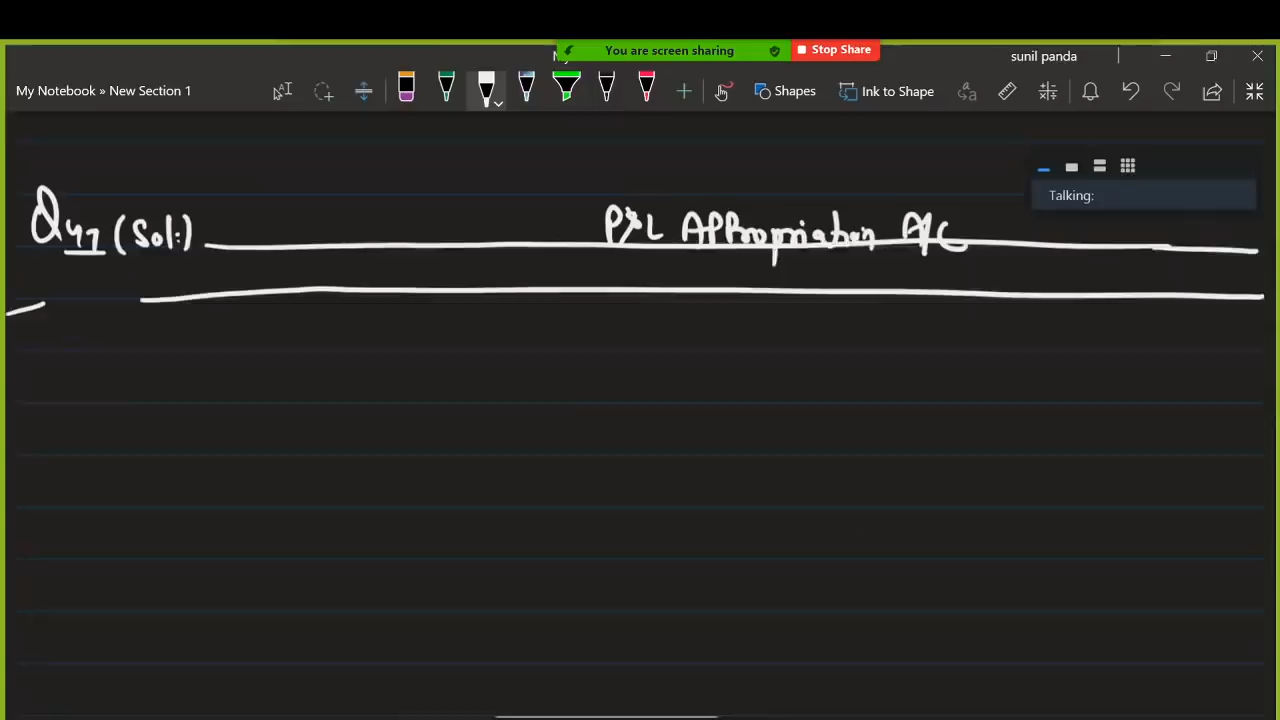 You are screen sharing
Stop Share
sunil panda
My Notebook » New Section 1
Shapes
Ink to Shape
Talking:
Q47 (Sol:)
P&L Appropriation A/C